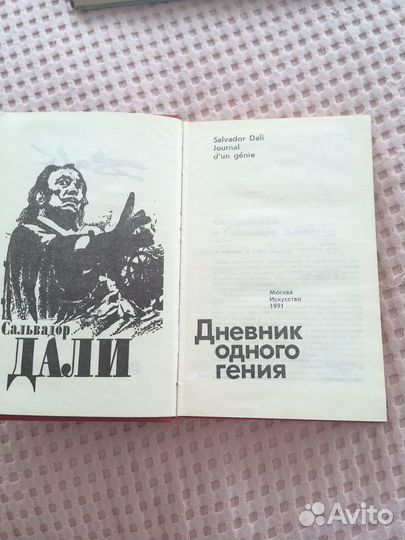 Сальвадор
ДАЛИ
Salvador Dali
Journal
d'un génie
Москва
Искусство
1991
Дневник
одного
гения
Avito